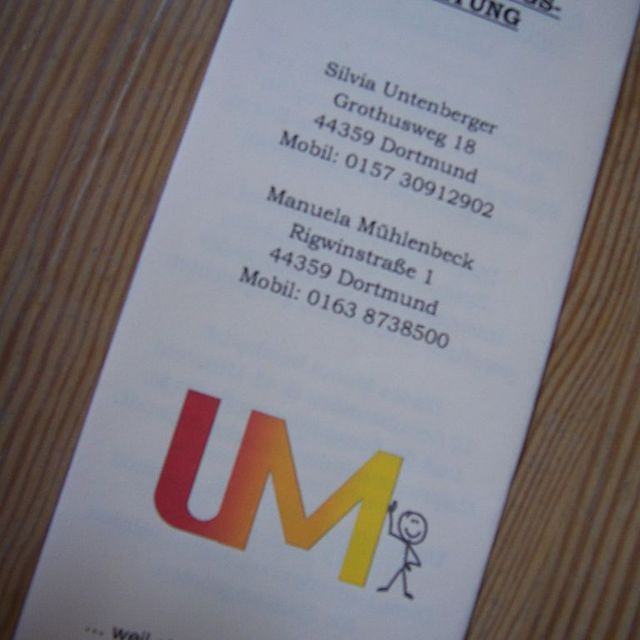 TUNG
Silvia Untenberger
Grothusweg 18
44359 Dortmund
Mobil: 0157 30912902
Manuela Mühlenbeck
Rigwinstraße 1
44359 Dortmund
Mobil: 0163 8738500
UM
... weil